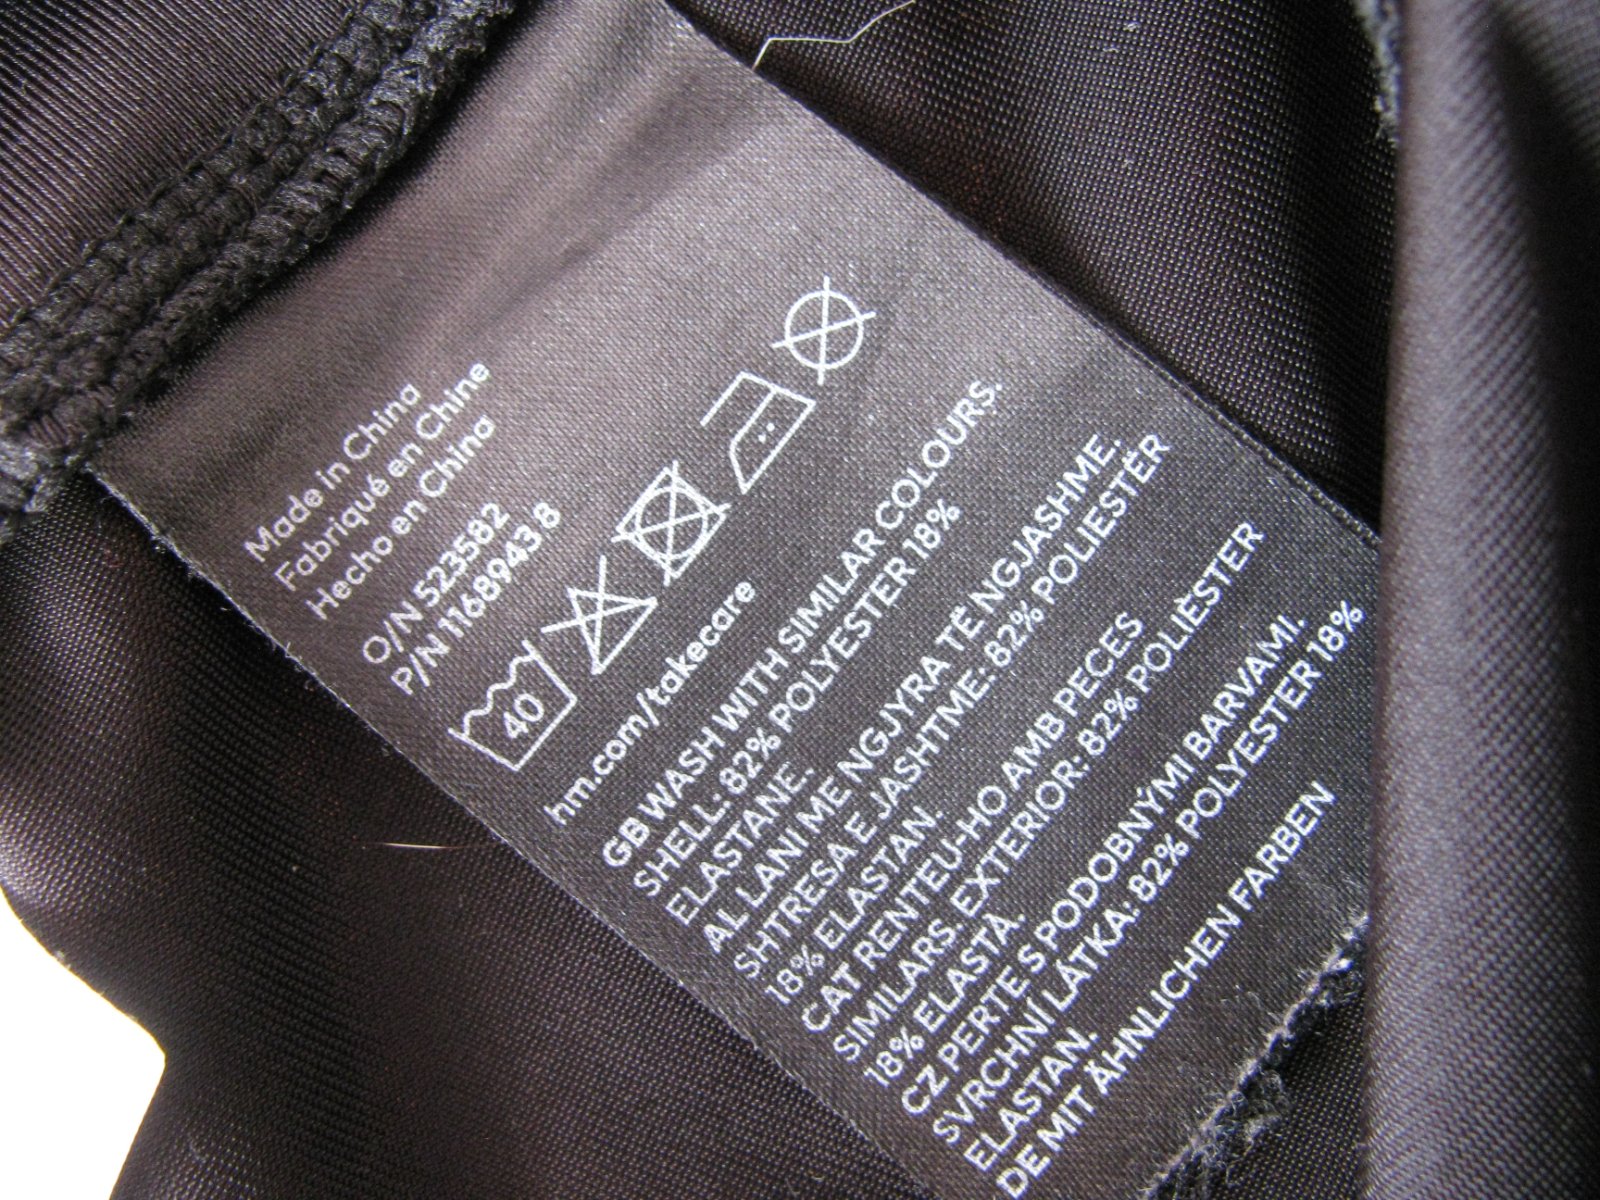 Made in China
Fabriqué en Chine
Hecho en China
O/N 523582
P/N 1168943 8
40
hm.com/takecare
GB WASH WITH SIMILAR COLOURS.
SHELL: 82% POLYESTER 18%
ELASTANE.
AL LANI ME NGJYRA TË NGJASHME.
SHTRESA E JASHTME: 82% POLIESTËR
18% ELASTAN.
CAT RENTEU-HO AMB PECES
SIMILARS. EXTERIOR: 82% POLIÈSTER
18% ELASTÀ.
CZ PERTE S PODOBNÝMI BARVAMI.
SVRCHNÍ LÁTKA: 82% POLYESTER 18%
ELASTAN.
DE MIT ÄHNLICHEN FARBEN